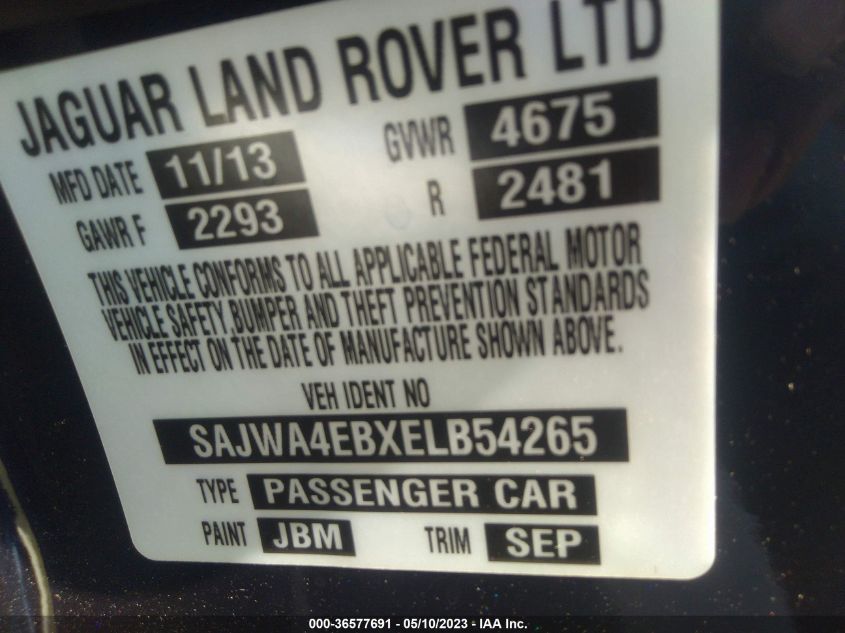 JAGUAR LAND ROVER LTD
MFD DATE 11/13 GVWR 4675
GAWR F 2293 R 2481
THIS VEHICLE CONFORMS TO ALL APPLICABLE FEDERAL MOTOR
VEHICLE SAFETY, BUMPER AND THEFT PREVENTION STANDARDS
IN EFFECT ON THE DATE OF MANUFACTURE SHOWN ABOVE.
VEH IDENT NO
SAJWA4EBXELB54265
TYPE PASSENGER CAR
PAINT JBM TRIM SEP
000-36577691 - 05/10/2023 - IAA Inc.